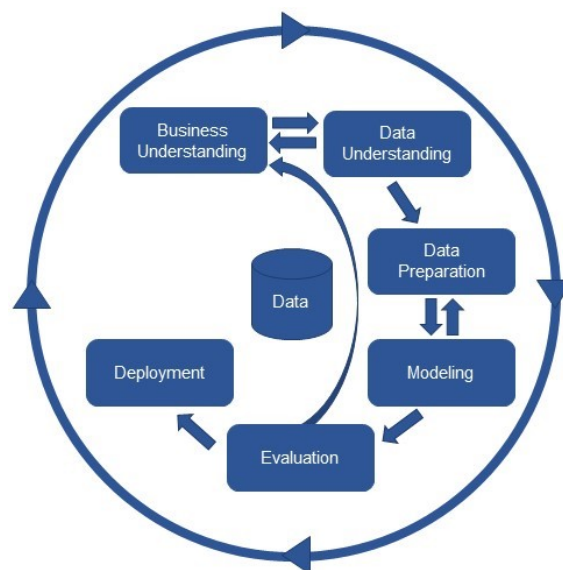 Business
Understanding
Data
Understanding
Data
Preparation
Data
Modeling
Deployment
Evaluation